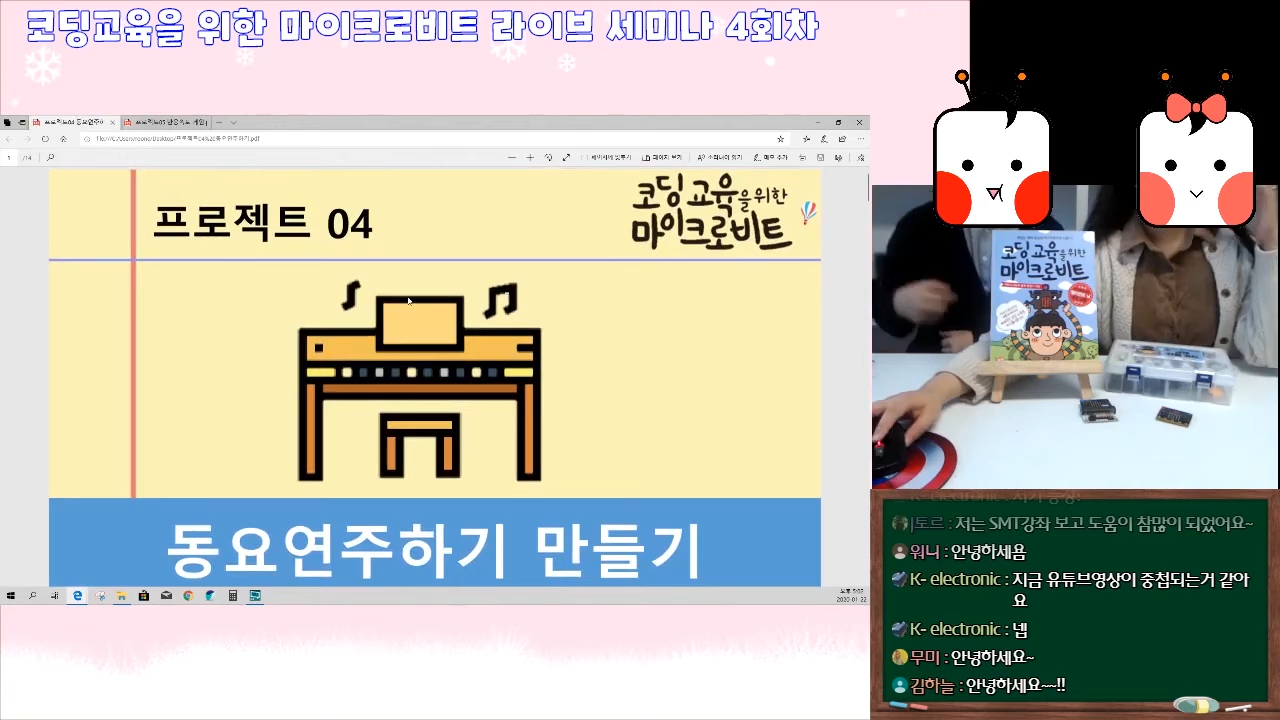 코딩교육을 위한 마이크로비트 라이브 세미나 4회차
프로젝트 04
코딩교육을 위한
마이크로비트
동요연주하기 만들기
코딩교육을 위한
마이크로비트
토르 : 저는 SMT강좌 보고 도움이 참많이 되었어요~
워니 : 안녕하세욤
K- electronic : 지금 유튜브영상이 중첩되는거 같아
요
K- electronic : 넵
무미 : 안녕하세요~
김하늘 : 안녕하세요~~!!
2020-01-22